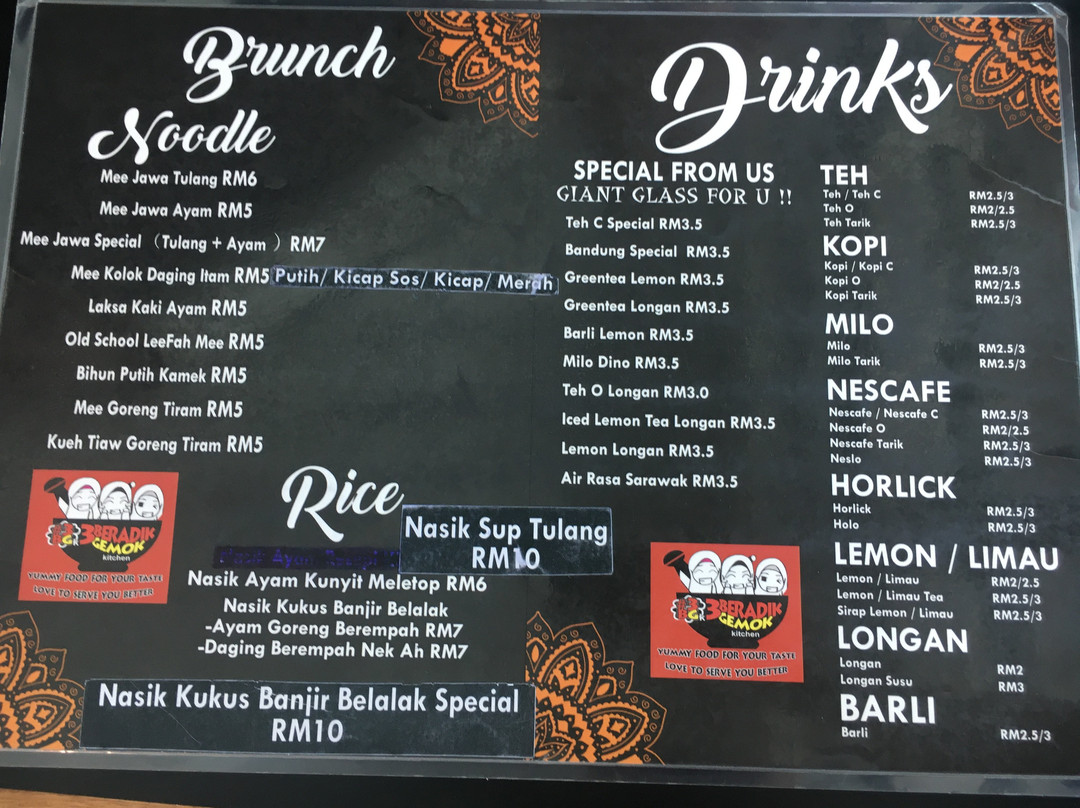 Brunch
Noodle
Mee Jawa Tulang RM6
Mee Jawa Ayam RM5
Mee Jawa Special (Tulang + Ayam ) RM7
Mee Kolok Daging Itam RM5 Putih/ Kicap Sos/ Kicap/ Merah
Laksa Kaki Ayam RM5
Old School LeeFah Mee RM5
Bihun Putih Kamek RM5
Mee Goreng Tiram RM5
Kueh Tiaw Goreng Tiram RM5
Rice
Nasik Sup Tulang
RM10
Nasik Ayam Kunyit Meletop RM6
Nasik Kukus Banjir Belalak
-Ayam Goreng Berempah RM7
-Daging Berempah Nek Ah RM7
Nasik Kukus Banjir Belalak Special
RM10
3BERADIK
GEMOK
kitchen
YUMMY FOOD FOR YOUR TASTE
LOVE TO SERVE YOU BETTER
Drinks
SPECIAL FROM US
GIANT GLASS FOR U !!
Teh C Special RM3.5
Bandung Special RM3.5
Greentea Lemon RM3.5
Greentea Longan RM3.5
Barli Lemon RM3.5
Milo Dino RM3.5
Teh O Longan RM3.0
Iced Lemon Tea Longan RM3.5
Lemon Longan RM3.5
Air Rasa Sarawak RM3.5
3BERADIK
GEMOK
kitchen
YUMMY FOOD FOR YOUR TASTE
LOVE TO SERVE YOU BETTER
TEH
Teh / Teh C RM2.5/3
Teh O RM2/2.5
Teh Tarik RM2.5/3
KOPI
Kopi / Kopi C RM2.5/3
Kopi O RM2/2.5
Kopi Tarik RM2.5/3
MILO
Milo RM2.5/3
Milo Tarik RM2.5/3
NESCAFE
Nescafe / Nescafe C RM2.5/3
Nescafe O RM2/2.5
Nescafe Tarik RM2.5/3
Neslo RM2.5/3
HORLICK
Horlick RM2.5/3
Holo RM2.5/3
LEMON / LIMAU
Lemon / Limau RM2/2.5
Lemon / Limau Tea RM2.5/3
Sirap Lemon / Limau RM2.5/3
LONGAN
Longan RM2
Longan Susu RM3
BARLI
Barli RM2.5/3